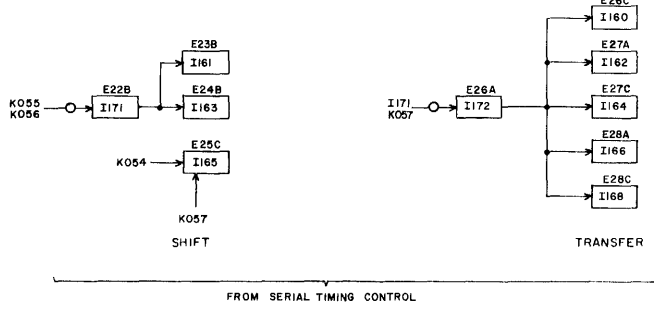 E23B
I161
K055
K056
E22B
I171
E24B
I163
E25C
K054
I165
K057
SHIFT
E26C
I160
E27A
I162
I171
K057
E26A
I172
E27C
I164
E28A
I166
E28C
I168
TRANSFER
FROM SERIAL TIMING CONTROL